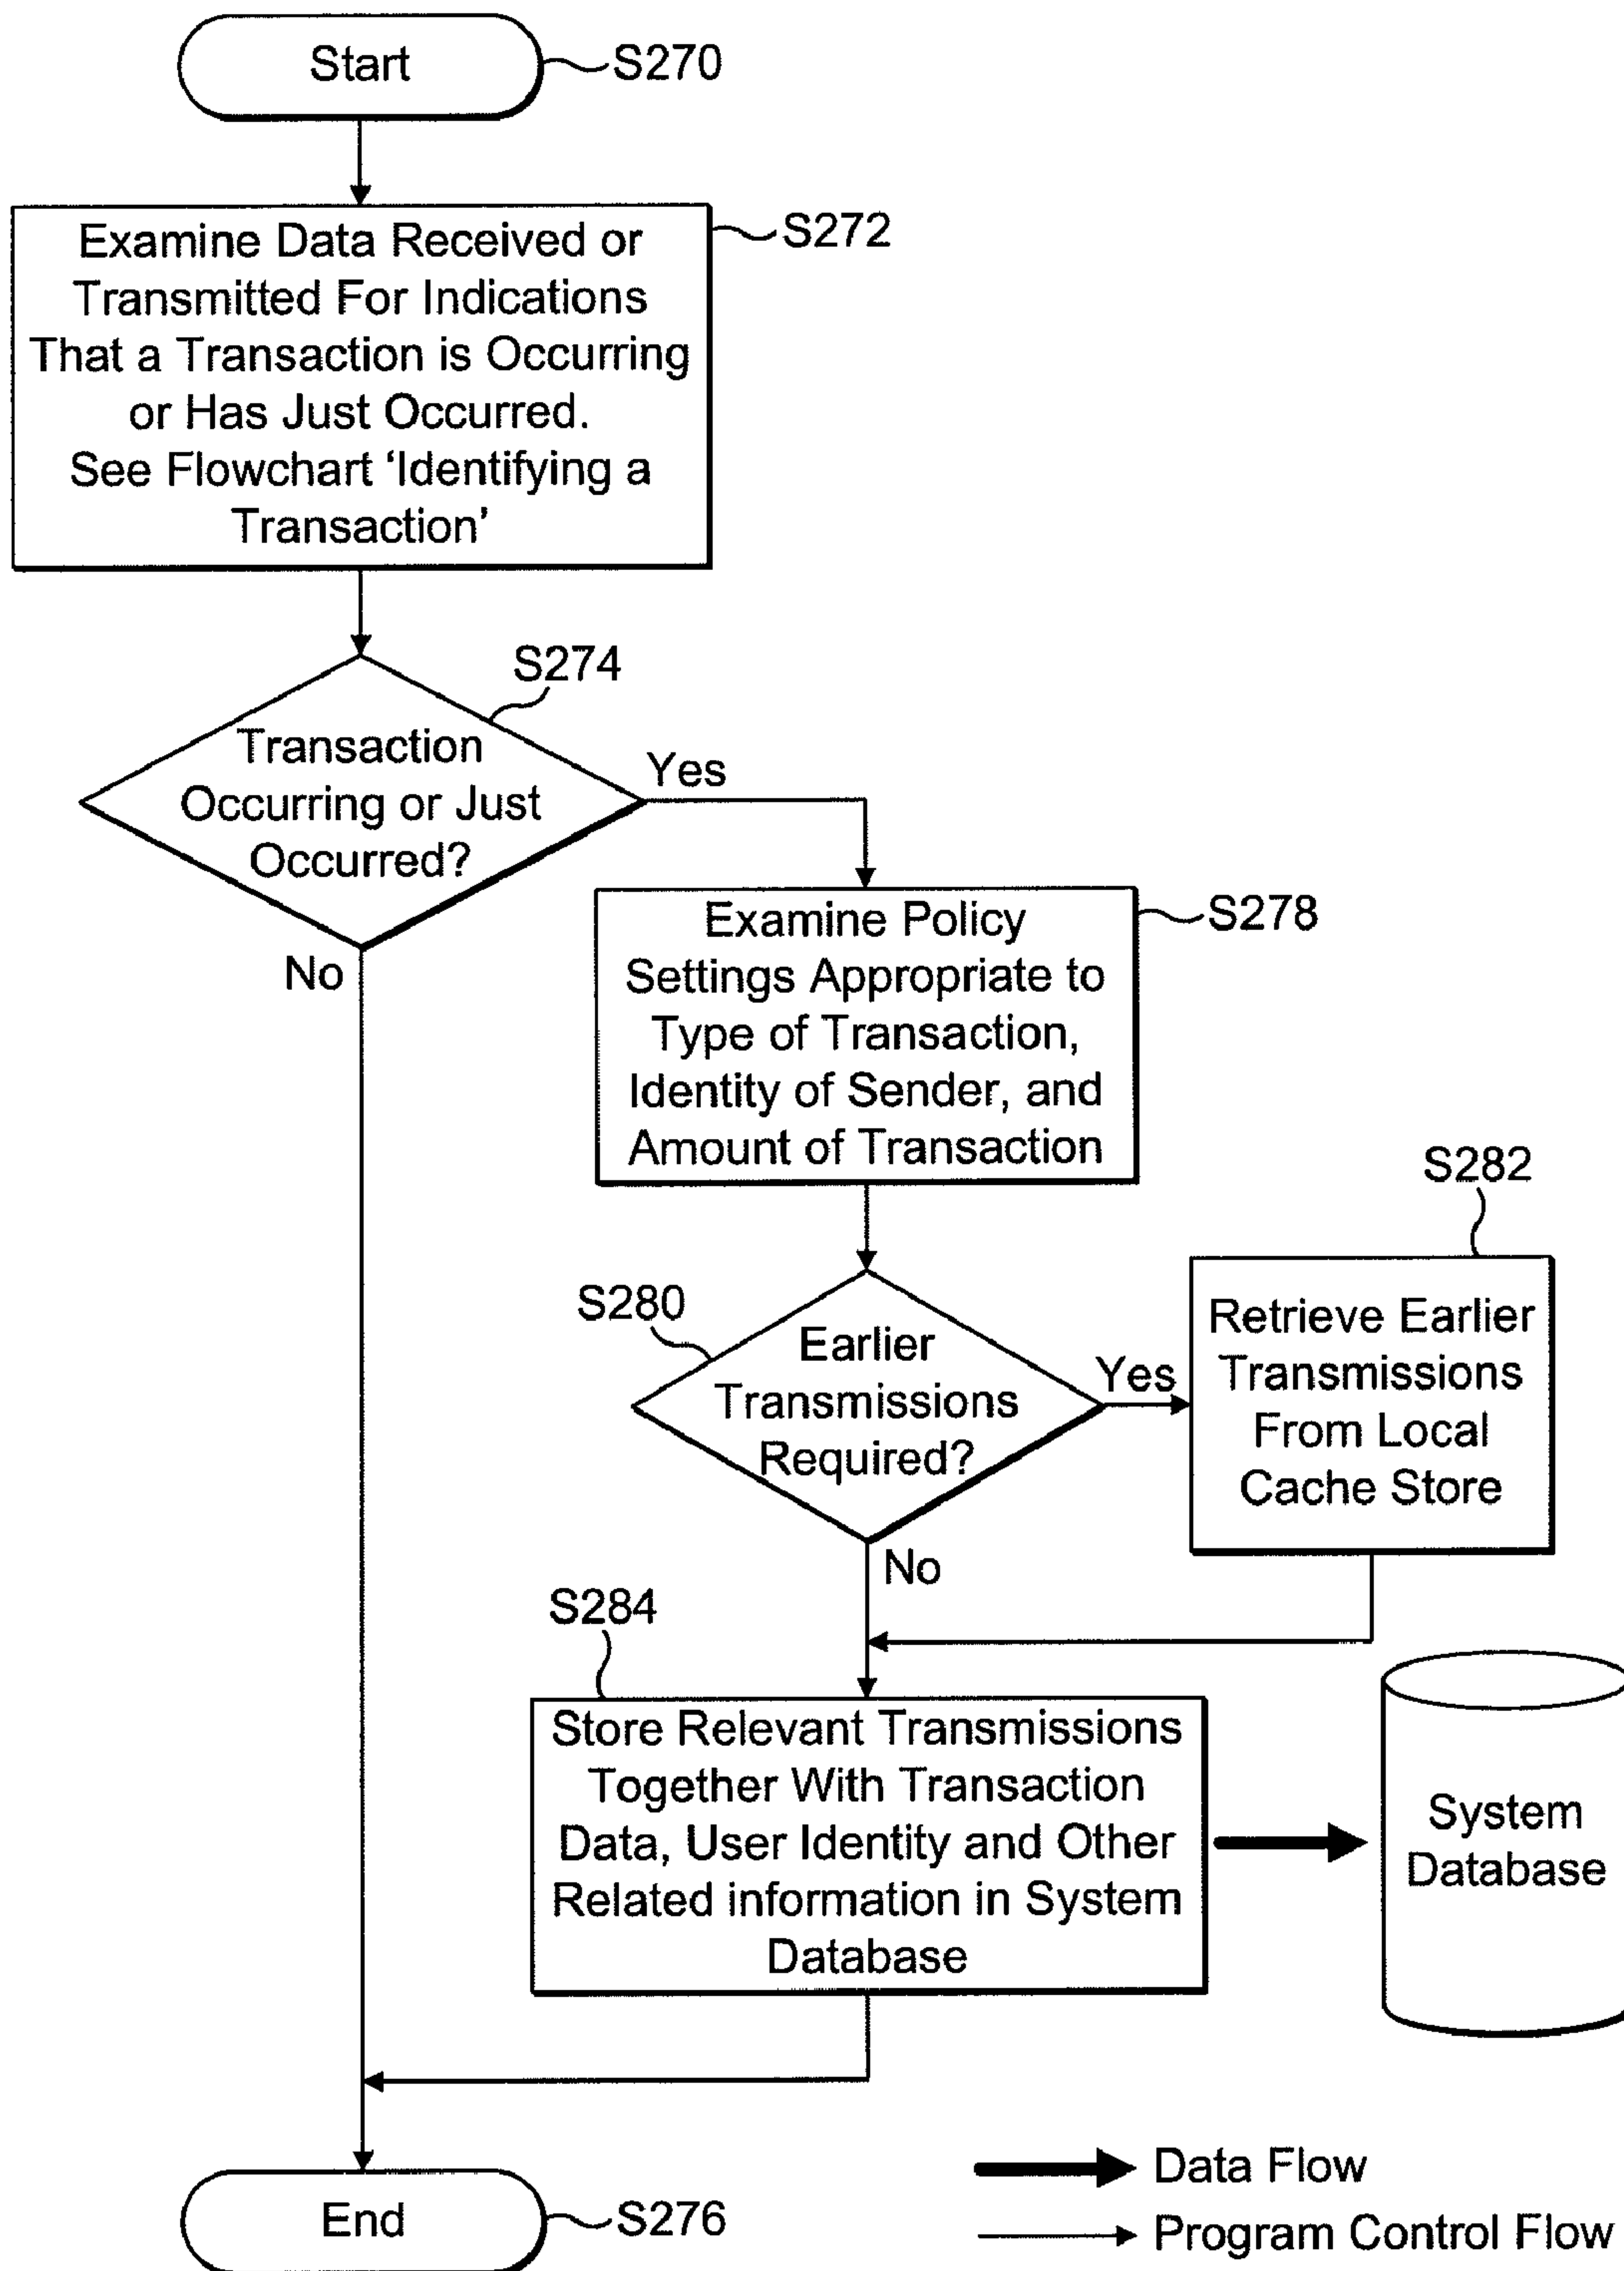 Start
S270
Examine Data Received or
Transmitted For Indications
That a Transaction is Occurring
or Has Just Occurred.
See Flowchart ‘Identifying a
Transaction’
S272
S274
Transaction
Occurring or Just
Occurred?
Yes
No
Examine Policy
Settings Appropriate to
Type of Transaction,
Identity of Sender, and
Amount of Transaction
S278
S282
S280
Earlier
Transmissions
Required?
Yes
No
Retrieve Earlier
Transmissions
From Local
Cache Store
S284
Store Relevant Transmissions
Together With Transaction
Data, User Identity and Other
Related information in System
Database
System
Database
End
S276
Data Flow
Program Control Flow